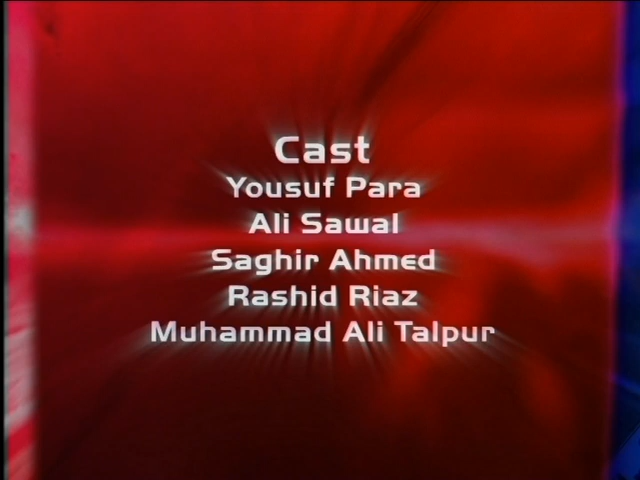 Cast
Yousuf Para
Ali Sawal
Saghir Ahmed
Rashid Riaz
Muhammad Ali Talpur